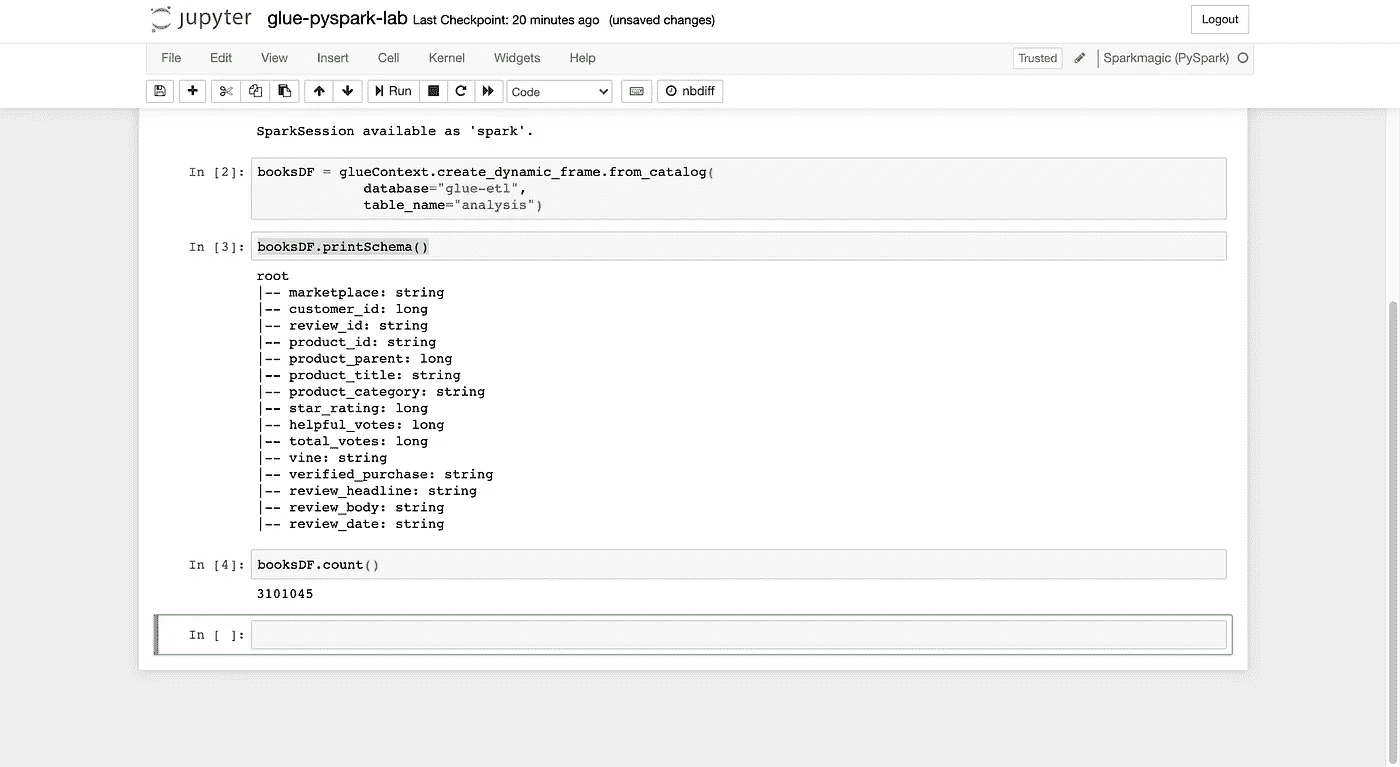 jupyter glue-pyspark-lab Last Checkpoint: 20 minutes ago (unsaved changes) Logout
File Edit View Insert Cell Kernel Widgets Help Trusted Sparkmagic (PySpark)
Run Code nbdiff
SparkSession available as 'spark'.
In [2]: booksDF = glueContext.create_dynamic_frame.from_catalog(
database="glue-etl",
table_name="analysis")
In [3]: booksDF.printSchema()
root
|-- marketplace: string
|-- customer_id: long
|-- review_id: string
|-- product_id: string
|-- product_parent: long
|-- product_title: string
|-- product_category: string
|-- star_rating: long
|-- helpful_votes: long
|-- total_votes: long
|-- vine: string
|-- verified_purchase: string
|-- review_headline: string
|-- review_body: string
|-- review_date: string
In [4]: booksDF.count()
3101045
In [ ]: